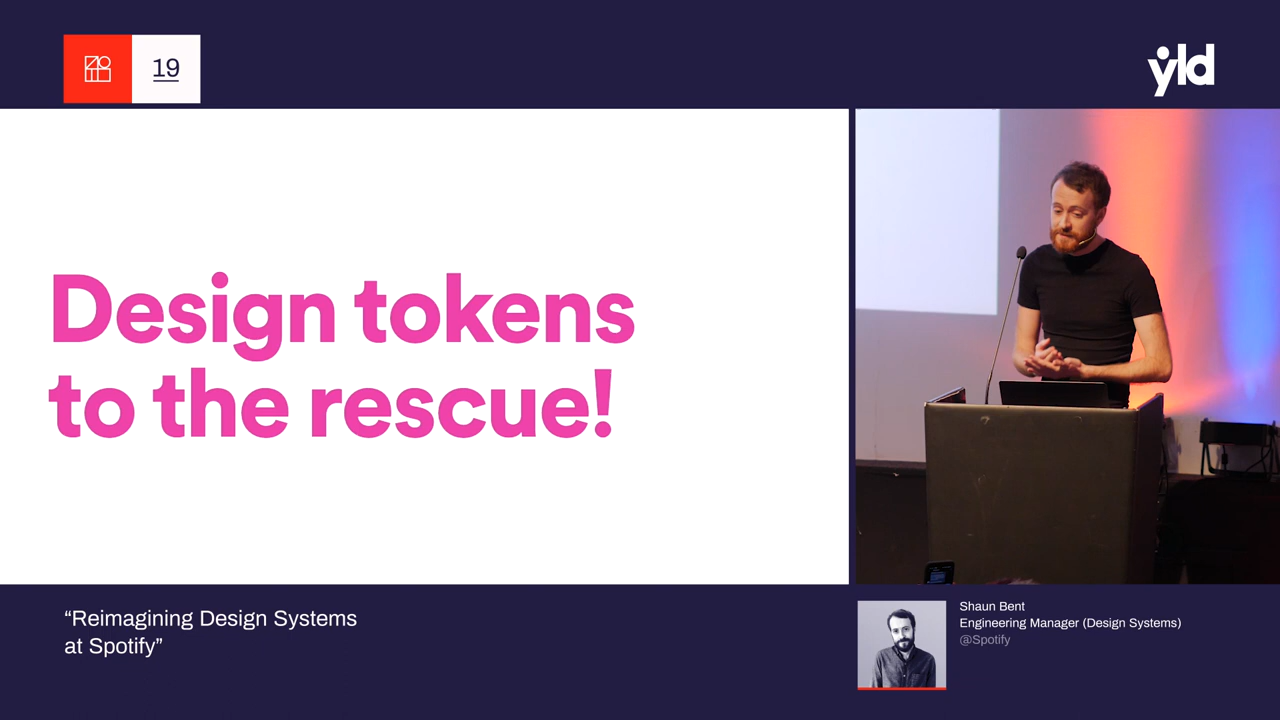 19
yld
Design tokens
to the rescue!
“Reimagining Design Systems
at Spotify”
Shaun Bent
Engineering Manager (Design Systems)
@Spotify